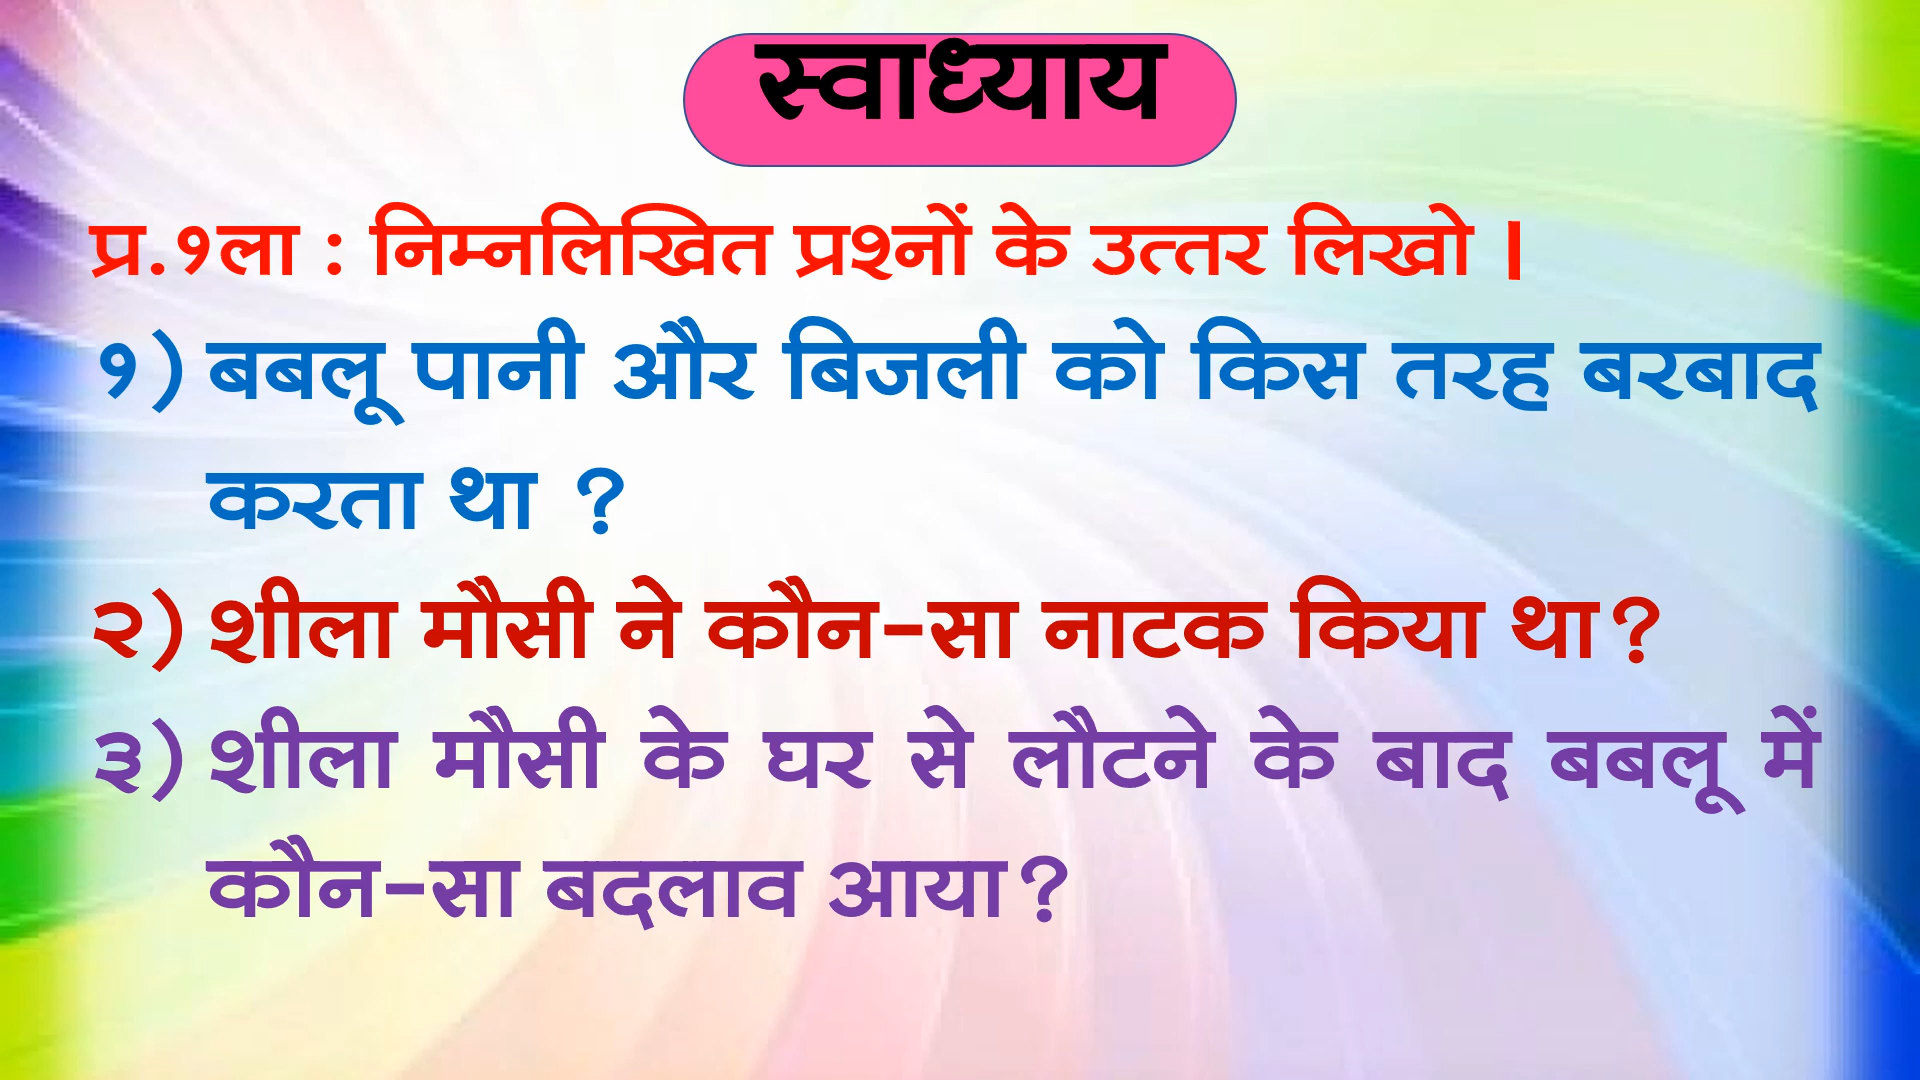 स्वाध्याय
प्र.१ला : निम्नलिखित प्रश्नों के उत्तर लिखो ।
१) बबलू पानी और बिजली को किस तरह बरबाद
करता था ?
२) शीला मौसी ने कौन-सा नाटक किया था?
३) शीला मौसी के घर से लौटने के बाद बबलू में
कौन-सा बदलाव आया?